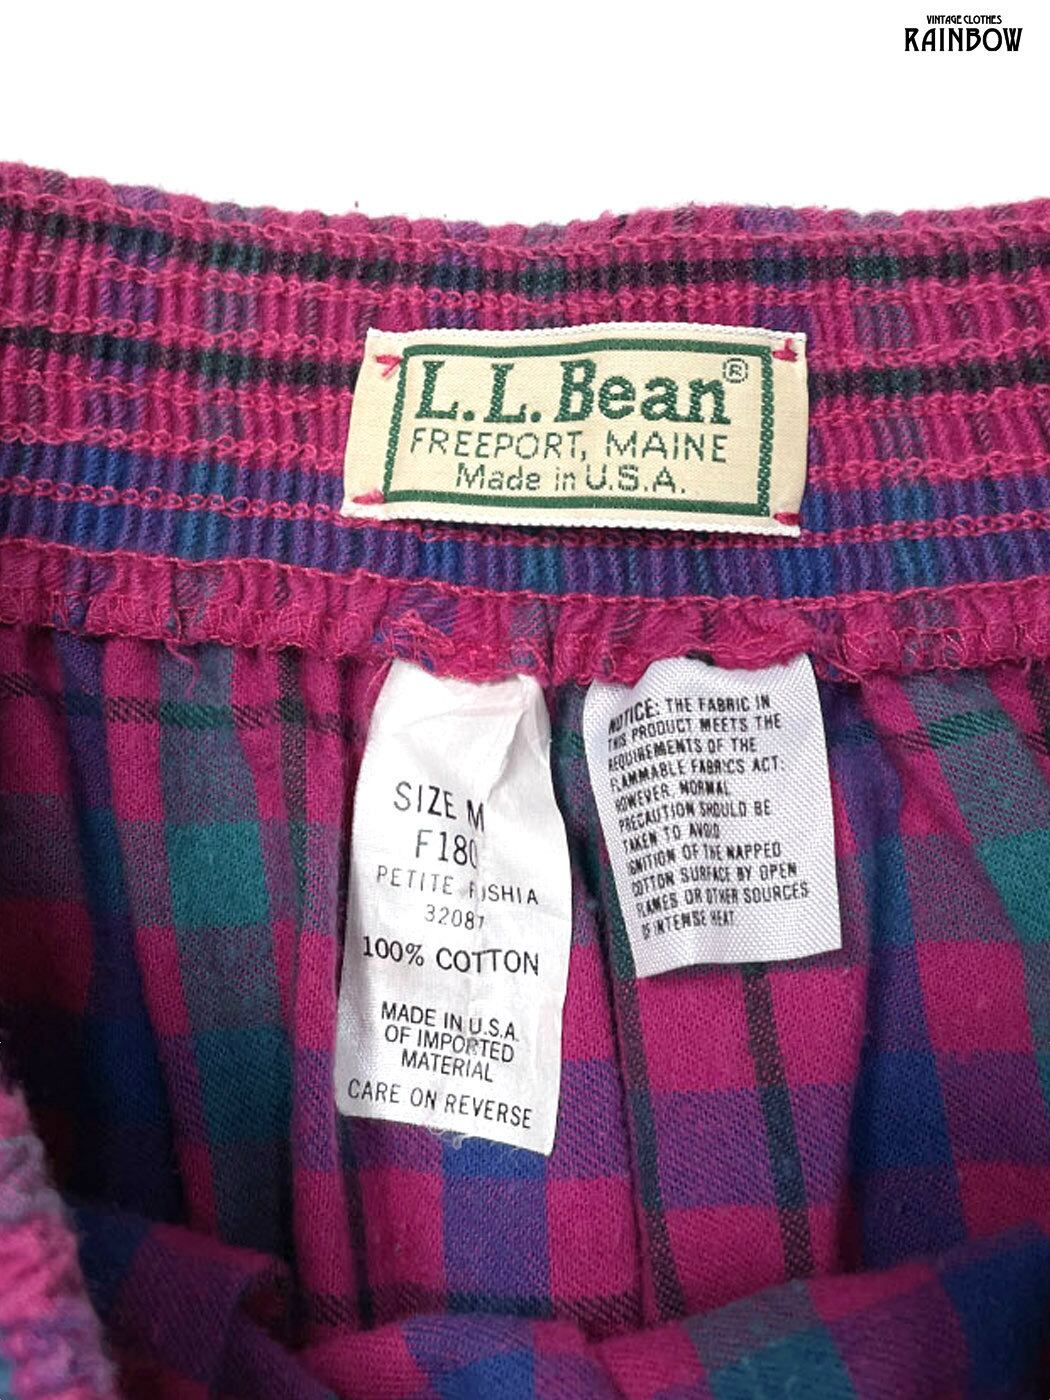 VINTAGE CLOTHES
RAINBOW
L.L.Bean®
FREEPORT, MAINE
Made in U.S.A.
SIZE M
F180
PETITE
32087
100% COTTON
MADE IN U.S.A.
OF IMPORTED
MATERIAL
CARE ON REVERSE
NOTICE: THE FABRIC IN
THIS PRODUCT MEETS THE
REQUIREMENTS OF THE
FLAMMABLE FABRICS ACT.
HOWEVER, NORMAL
PRECAUTION SHOULD BE
TAKEN TO AVOID
IGNITION OF THE NAPPED
COTTON SURFACE BY OPEN
FLAMES OR OTHER SOURCES
OF INTENSE HEAT